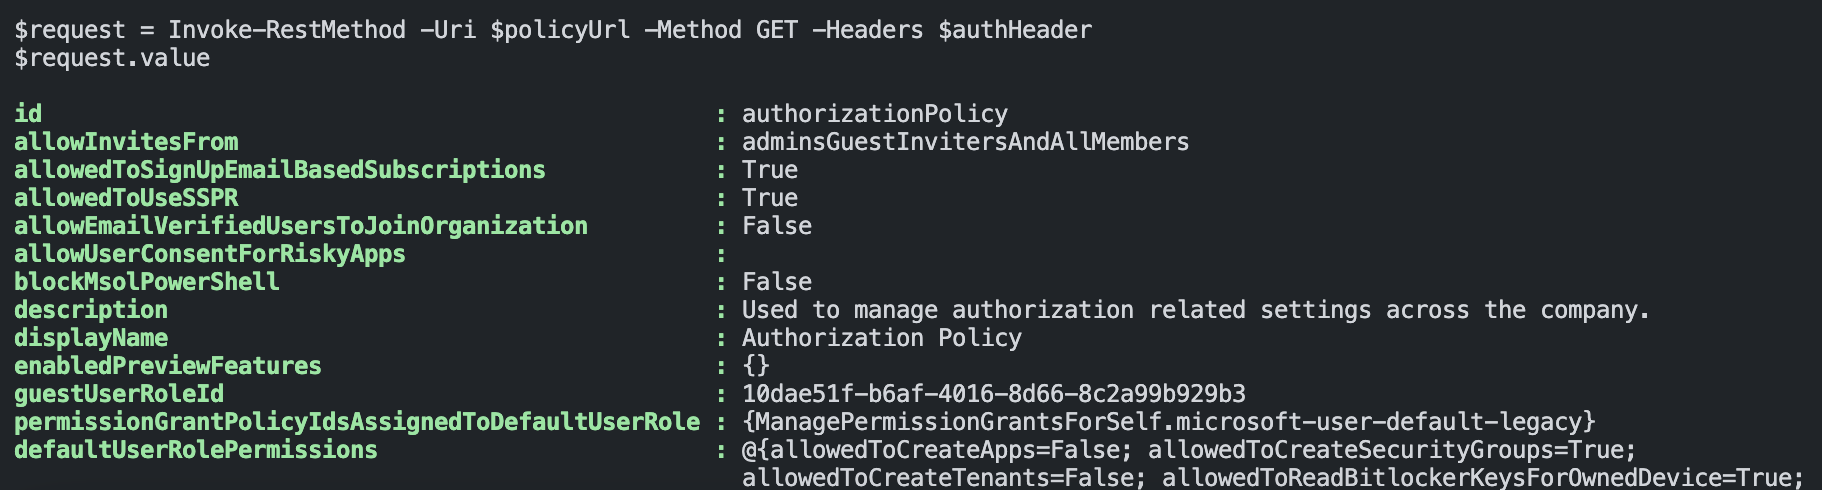 $request = Invoke-RestMethod -Uri $policyUrl -Method GET -Headers $authHeader
$request.value
id : authorizationPolicy
allowInvitesFrom : adminsGuestInvitersAndAllMembers
allowedToSignUpEmailBasedSubscriptions : True
allowedToUseSSPR : True
allowEmailVerifiedUsersToJoinOrganization : False
allowUserConsentForRiskyApps :
blockMsolPowerShell : False
description : Used to manage authorization related settings across the company.
displayName : Authorization Policy
enabledPreviewFeatures : {}
guestUserRoleId : 10dae51f-b6af-4016-8d66-8c2a99b929b3
permissionGrantPolicyIdsAssignedToDefaultUserRole : {ManagePermissionGrantsForSelf.microsoft-user-default-legacy}
defaultUserRolePermissions : @{allowedToCreateApps=False; allowedToCreateSecurityGroups=True;
allowedToCreateTenants=False; allowedToReadBitlockerKeysForOwnedDevice=True;